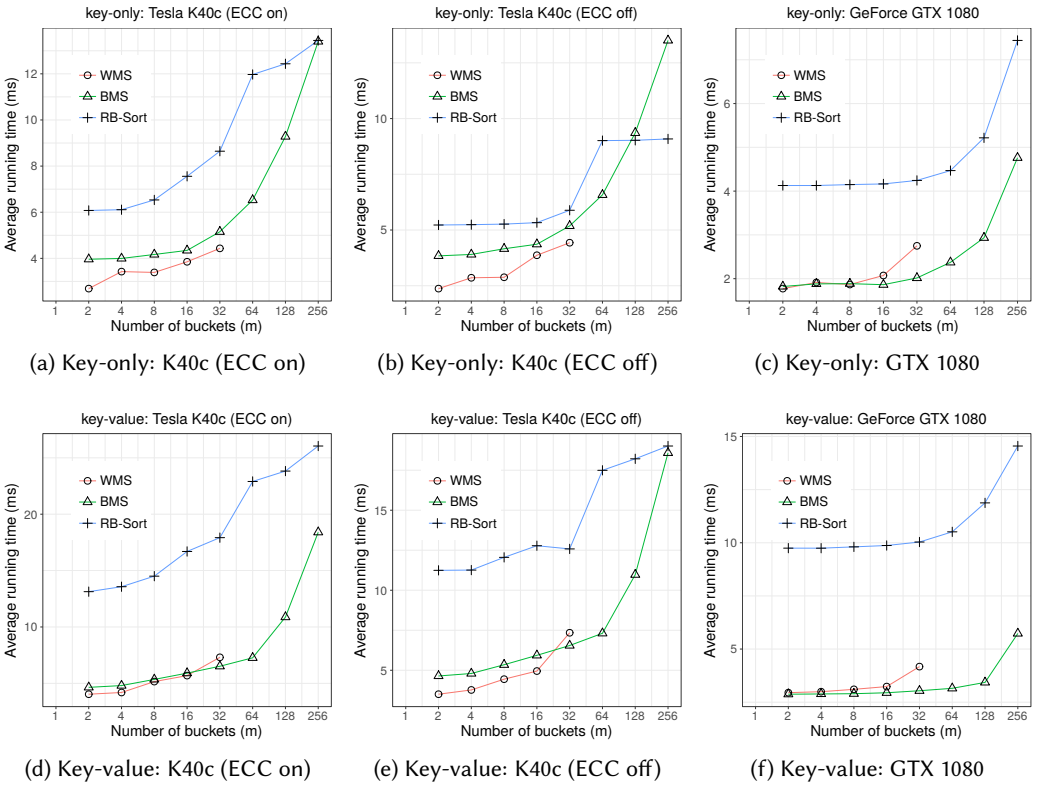 key-only: Tesla K40c (ECC on)
Average running time (ms)
12
10
8
6
4
WMS
BMS
RB-Sort
1 2 4 8 16 32 64 128 256
Number of buckets (m)
(a) Key-only: K40c (ECC on)
key-only: Tesla K40c (ECC off)
Average running time (ms)
10
5
WMS
BMS
RB-Sort
1 2 4 8 16 32 64 128 256
Number of buckets (m)
(b) Key-only: K40c (ECC off)
key-only: GeForce GTX 1080
Average running time (ms)
6
4
2
WMS
BMS
RB-Sort
1 2 4 8 16 32 64 128 256
Number of buckets (m)
(c) Key-only: GTX 1080
key-value: Tesla K40c (ECC on)
Average running time (ms)
20
10
WMS
BMS
RB-Sort
1 2 4 8 16 32 64 128 256
Number of buckets (m)
(d) Key-value: K40c (ECC on)
key-value: Tesla K40c (ECC off)
Average running time (ms)
15
10
5
WMS
BMS
RB-Sort
1 2 4 8 16 32 64 128 256
Number of buckets (m)
(e) Key-value: K40c (ECC off)
key-value: GeForce GTX 1080
Average running time (ms)
15
10
5
WMS
BMS
RB-Sort
1 2 4 8 16 32 64 128 256
Number of buckets (m)
(f) Key-value: GTX 1080